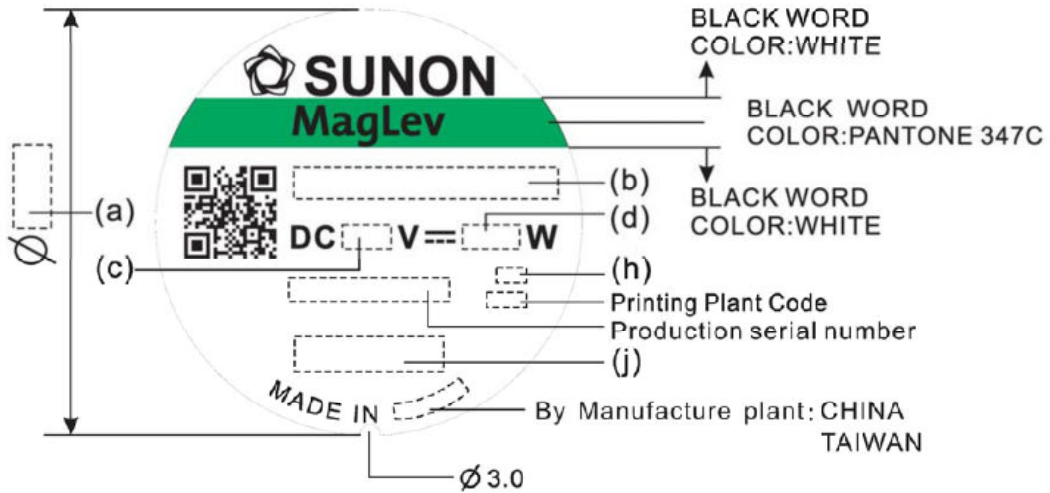 BLACK WORD
COLOR:WHITE
SUNON
MagLev
BLACK WORD
COLOR:PANTONE 347C
(b)
(a)
(d)
BLACK WORD
COLOR:WHITE
DC V ⎓ W
Ø
(c)
(h)
Printing Plant Code
Production serial number
(j)
MADE IN
By Manufacture plant: CHINA
TAIWAN
Ø 3.0